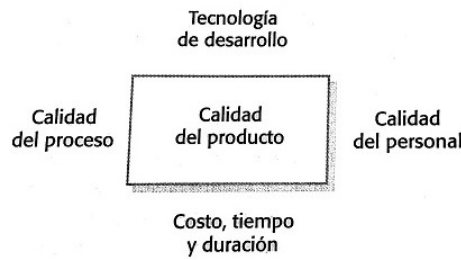 Tecnología
de desarrollo
Calidad
del proceso
Calidad
del producto
Calidad
del personal
Costo, tiempo
y duración